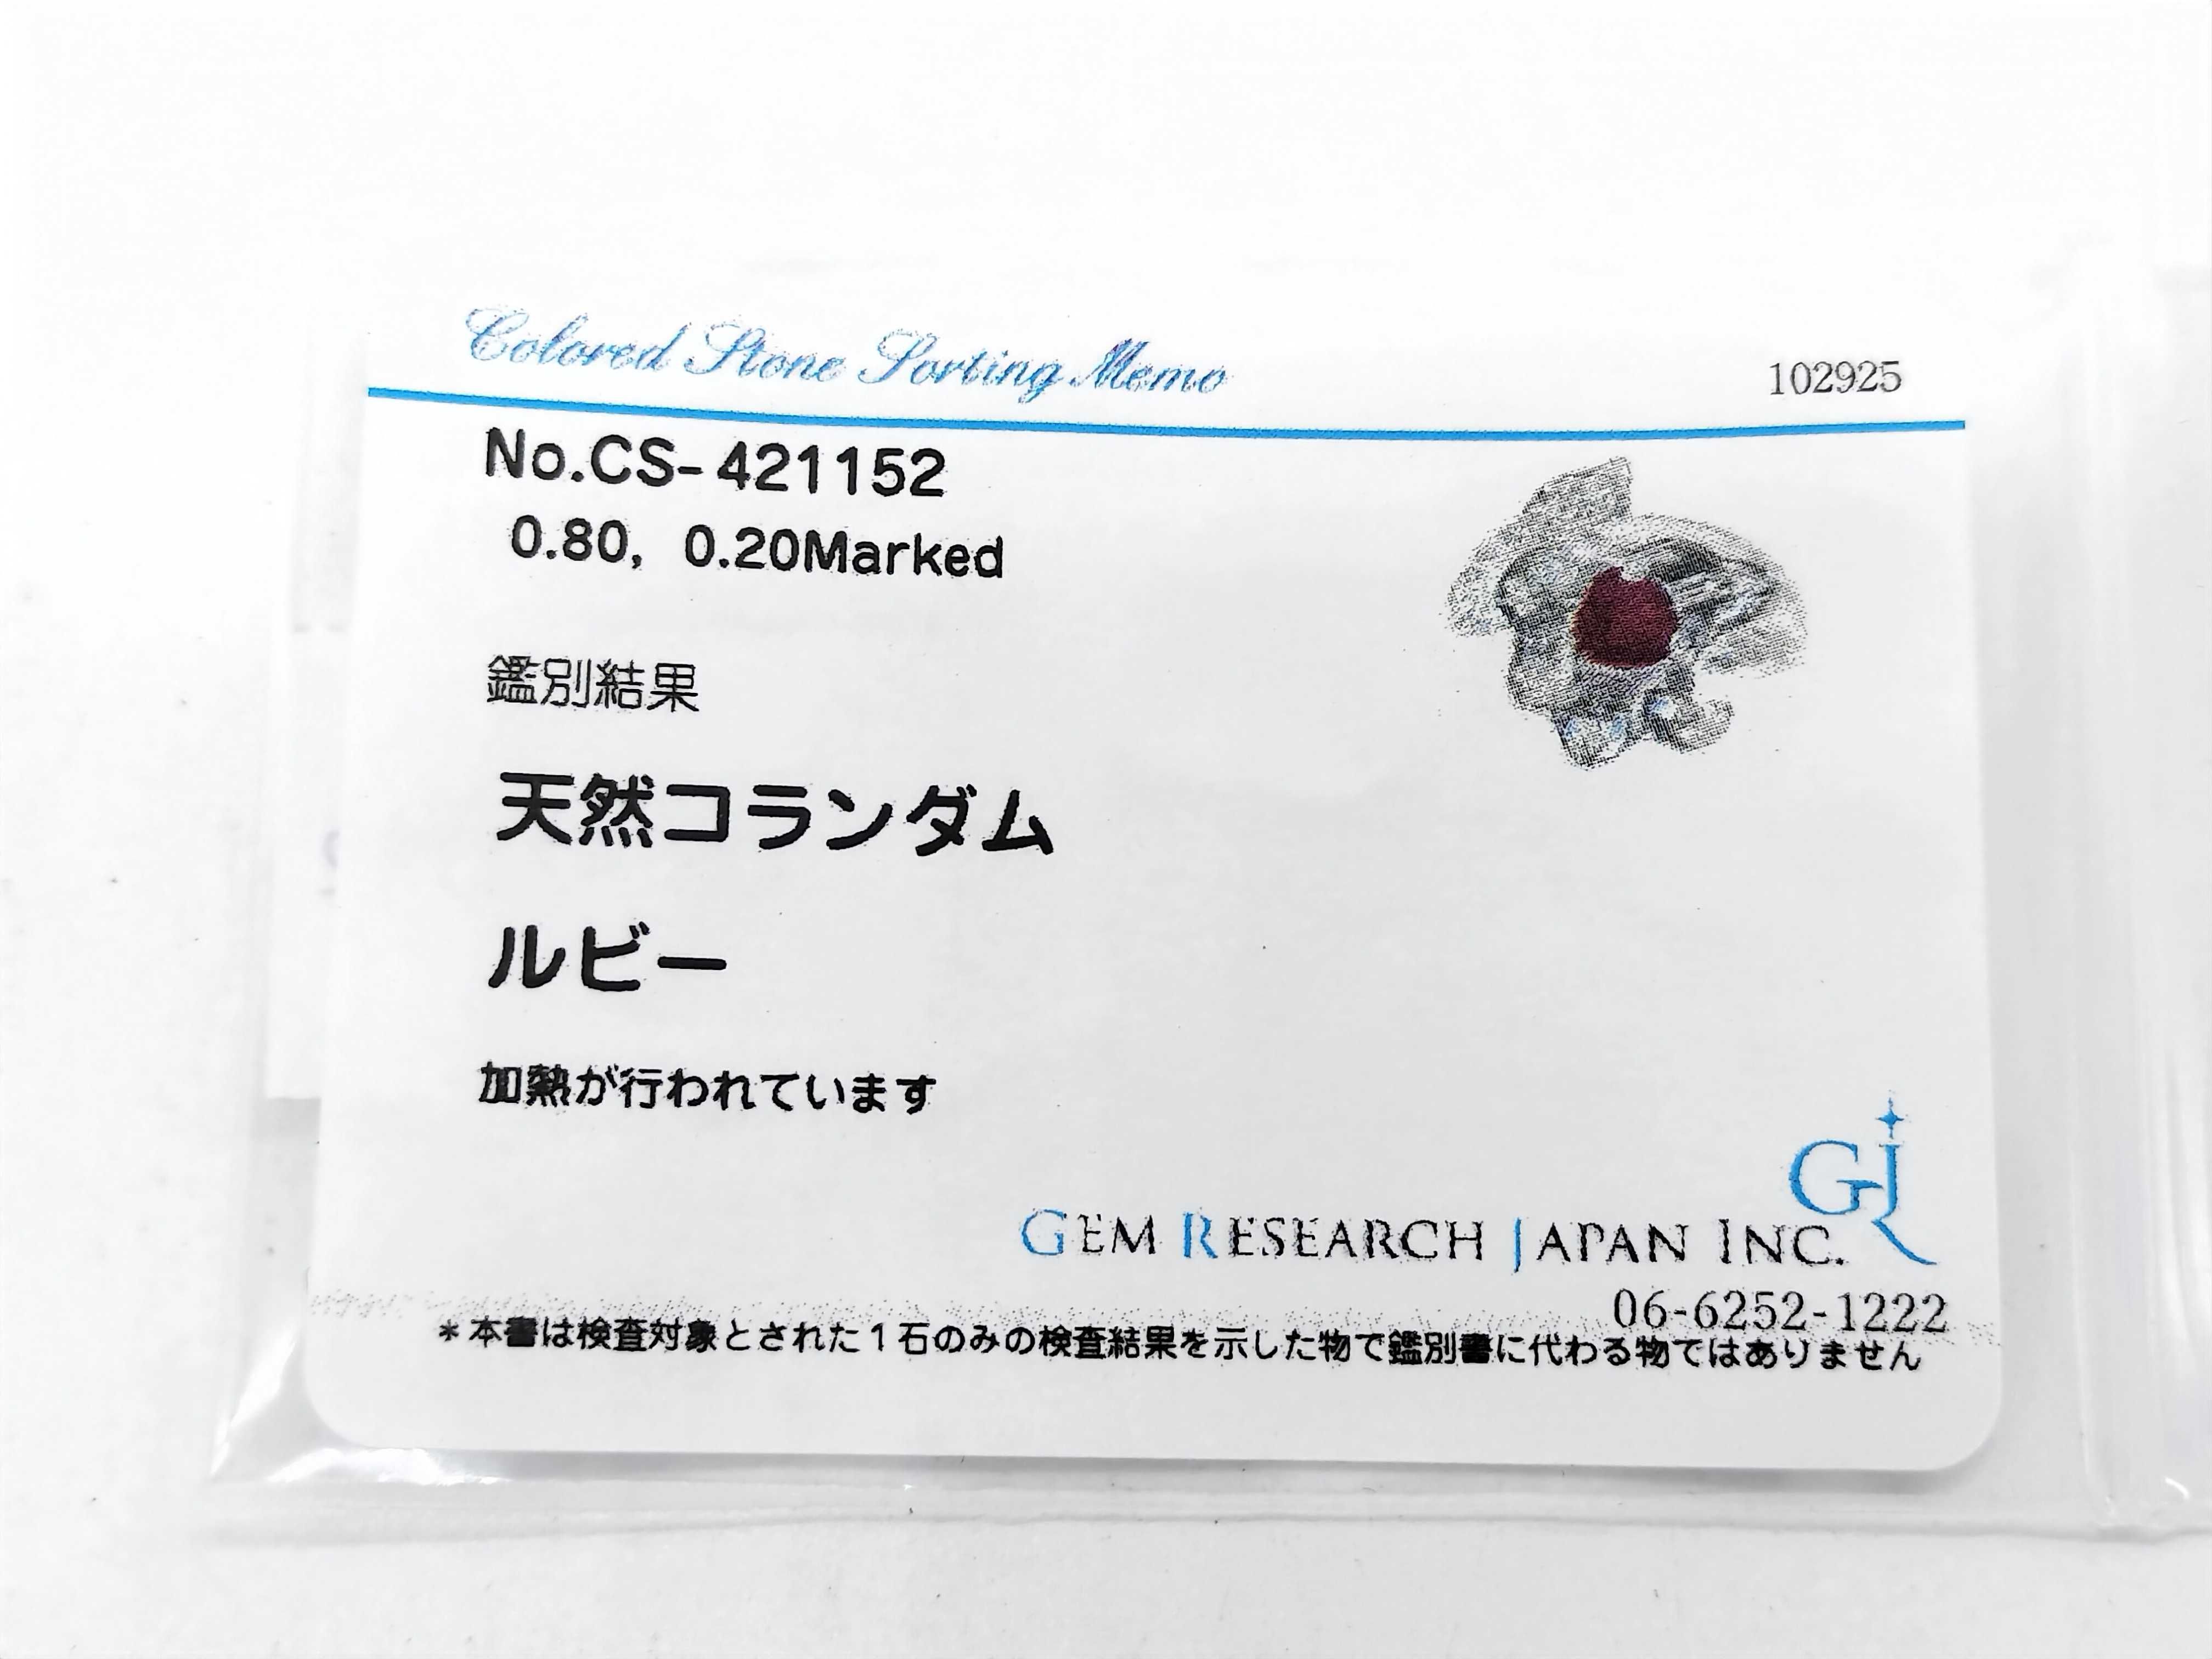 Colored Stone Sorting Memo
102925
No.CS-421152
0.80, 0.20Marked
鑑別結果
天然コランダム
ルビー
加熱が行われています
GRJ
GEM RESEARCH JAPAN INC.
06-6252-1222
*本書は検査対象とされた1石のみの検査結果を示した物で鑑別書に代わる物ではありません